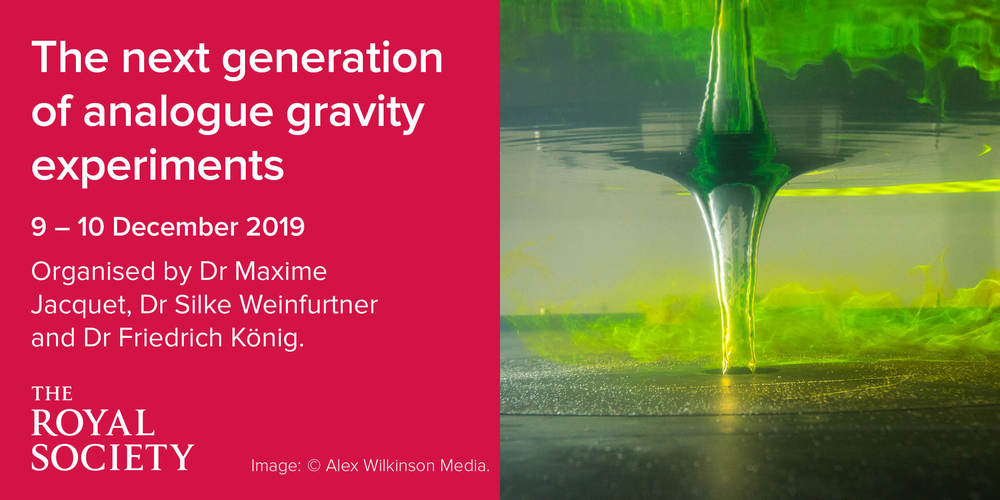 The next generation
of analogue gravity
experiments
9 – 10 December 2019
Organised by Dr Maxime
Jacquet, Dr Silke Weinfurtner
and Dr Friedrich König.
THE
ROYAL
SOCIETY
Image: © Alex Wilkinson Media.